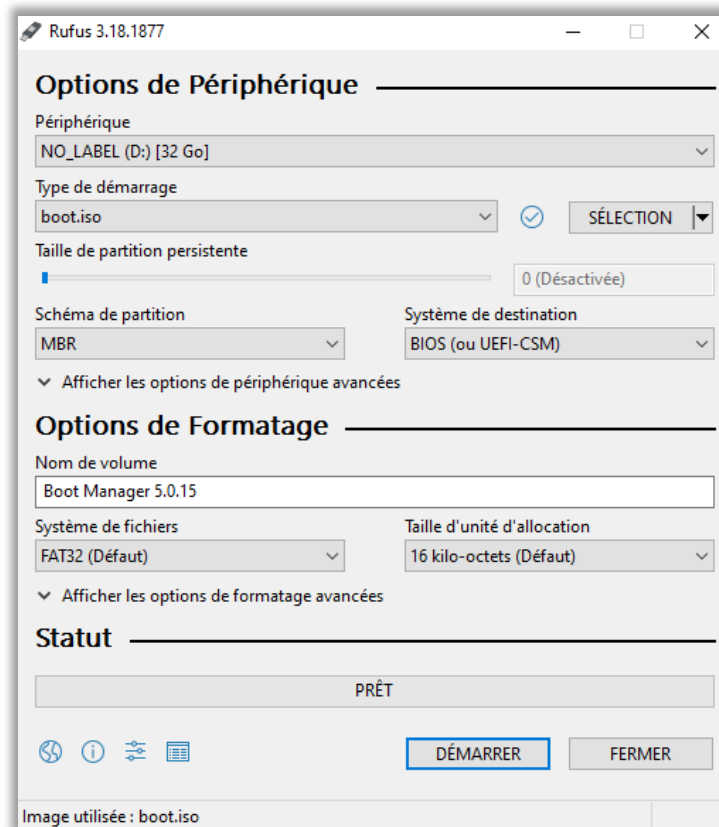 Rufus 3.18.1877
Options de Périphérique
Périphérique
NO_LABEL (D:) [32 Go]
Type de démarrage
boot.iso
SÉLECTION
Taille de partition persistente
0 (Désactivée)
Schéma de partition
Système de destination
MBR
BIOS (ou UEFI-CSM)
Afficher les options de périphérique avancées
Options de Formatage
Nom de volume
Boot Manager 5.0.15
Système de fichiers
Taille d'unité d'allocation
FAT32 (Défaut)
16 kilo-octets (Défaut)
Afficher les options de formatage avancées
Statut
PRÊT
DÉMARRER
FERMER
Image utilisée : boot.iso